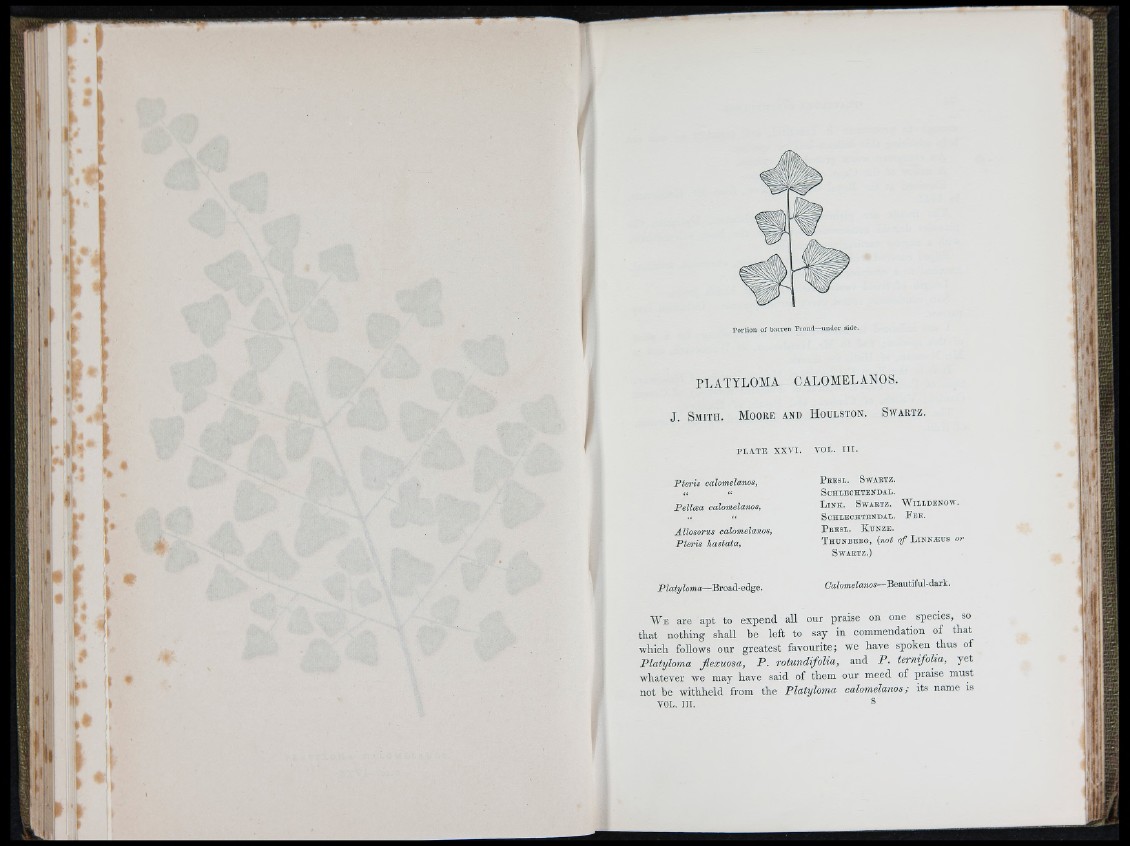 Portion of barren Frond—under side.
PLATYLOMA CALOMELANOS.
J. SMITH. MOORE AND HOULSTON. SWARTZ.
PLATE XXVI. VOL. III.
Pteris calomelanos, PRESL. SWARTZ.
" " SCHLECHTENDAL.
Pellæa calomelanos, LINK. SWARTZ. WILLDENOW.
" " SCHLECHTENDAL. FEE.
Allosorus calomelanos, PRESL. KUNZE.
Pteris hastata, THUNBERG, (not of LINNÆUS or
SWARTZ.)
Platyloma—Broad-edge. Calomelanos—Beautiful-dark.
WE are apt to expend all our praise on one species, so
that nothing shall be left to say in commendation of that
which follows our greatest favourite; we have spoken thus of
Platyloma flexuosa, P. rotundifolia, and P. ternifolia, yet
whatever we may have said of them our meed of praise must
not be withheld from the Platyloma calomelanos; its name is
VOL. III. S